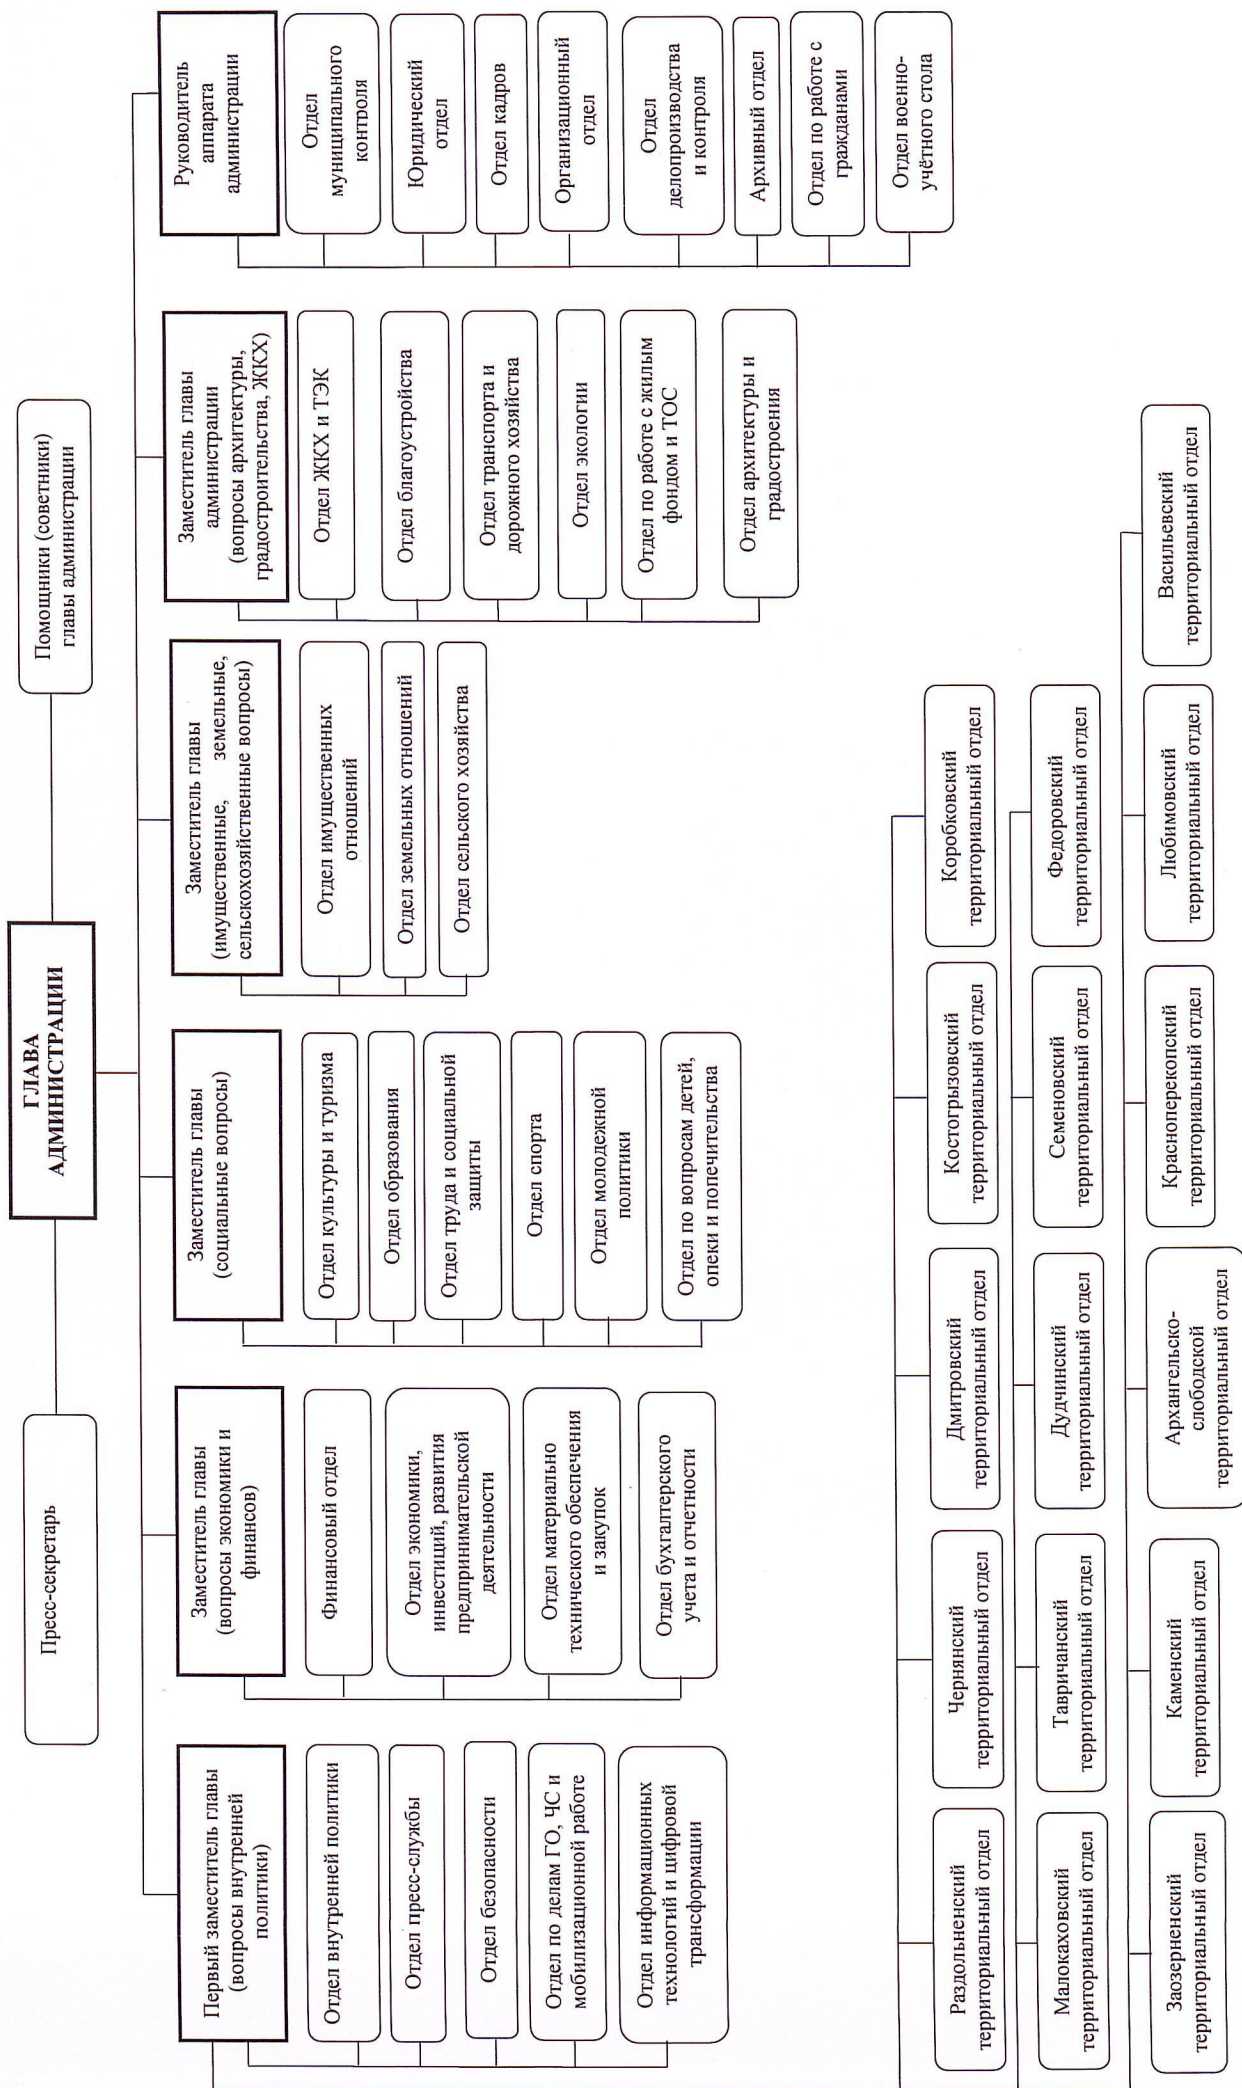 ГЛАВА
АДМИНИСТРАЦИИ
Пресс-секретарь
Помощники (советники)
главы администрации
Первый заместитель главы
(вопросы внутренней
политики)
Отдел внутренней политики
Отдел пресс-службы
Отдел безопасности
Отдел по делам ГО, ЧС и
мобилизационной работе
Отдел информационных
технологий и цифровой
трансформации
Заместитель главы
(вопросы экономики и
финансов)
Финансовый отдел
Отдел экономики,
инвестиций, развития
предпринимательской
деятельности
Отдел материально
технического обеспечения
и закупок
Отдел бухгалтерского
учета и отчетности
Заместитель главы
(социальные вопросы)
Отдел культуры и туризма
Отдел образования
Отдел труда и социальной
защиты
Отдел спорта
Отдел молодежной
политики
Отдел по вопросам детей,
опеки и попечительства
Заместитель главы
(имущественные, земельные,
сельскохозяйственные вопросы)
Отдел имущественных
отношений
Отдел земельных отношений
Отдел сельского хозяйства
Заместитель главы
администрации
(вопросы архитектуры,
градостроительства, ЖКХ)
Отдел ЖКХ и ТЭК
Отдел благоустройства
Отдел транспорта и
дорожного хозяйства
Отдел экологии
Отдел по работе с жилым
фондом и ТОС
Отдел архитектуры и
градостроения
Руководитель
аппарата
администрации
Отдел
муниципального
контроля
Юридический
отдел
Отдел кадров
Организационный
отдел
Отдел
делопроизводства
и контроля
Архивный отдел
Отдел по работе с
гражданами
Отдел военно-
учётного стола
Раздольненский
территориальный отдел
Чернянский
территориальный отдел
Дмитровский
территориальный отдел
Костогрызовский
территориальный отдел
Коробковский
территориальный отдел
Малокаховский
территориальный отдел
Тавричанский
территориальный отдел
Дудчинский
территориальный отдел
Семеновский
территориальный отдел
Федоровский
территориальный отдел
Заозерненский
территориальный отдел
Каменский
территориальный отдел
Архангельско-
слободской
территориальный отдел
Красноперекопский
территориальный отдел
Любимовский
территориальный отдел
Васильевский
территориальный отдел